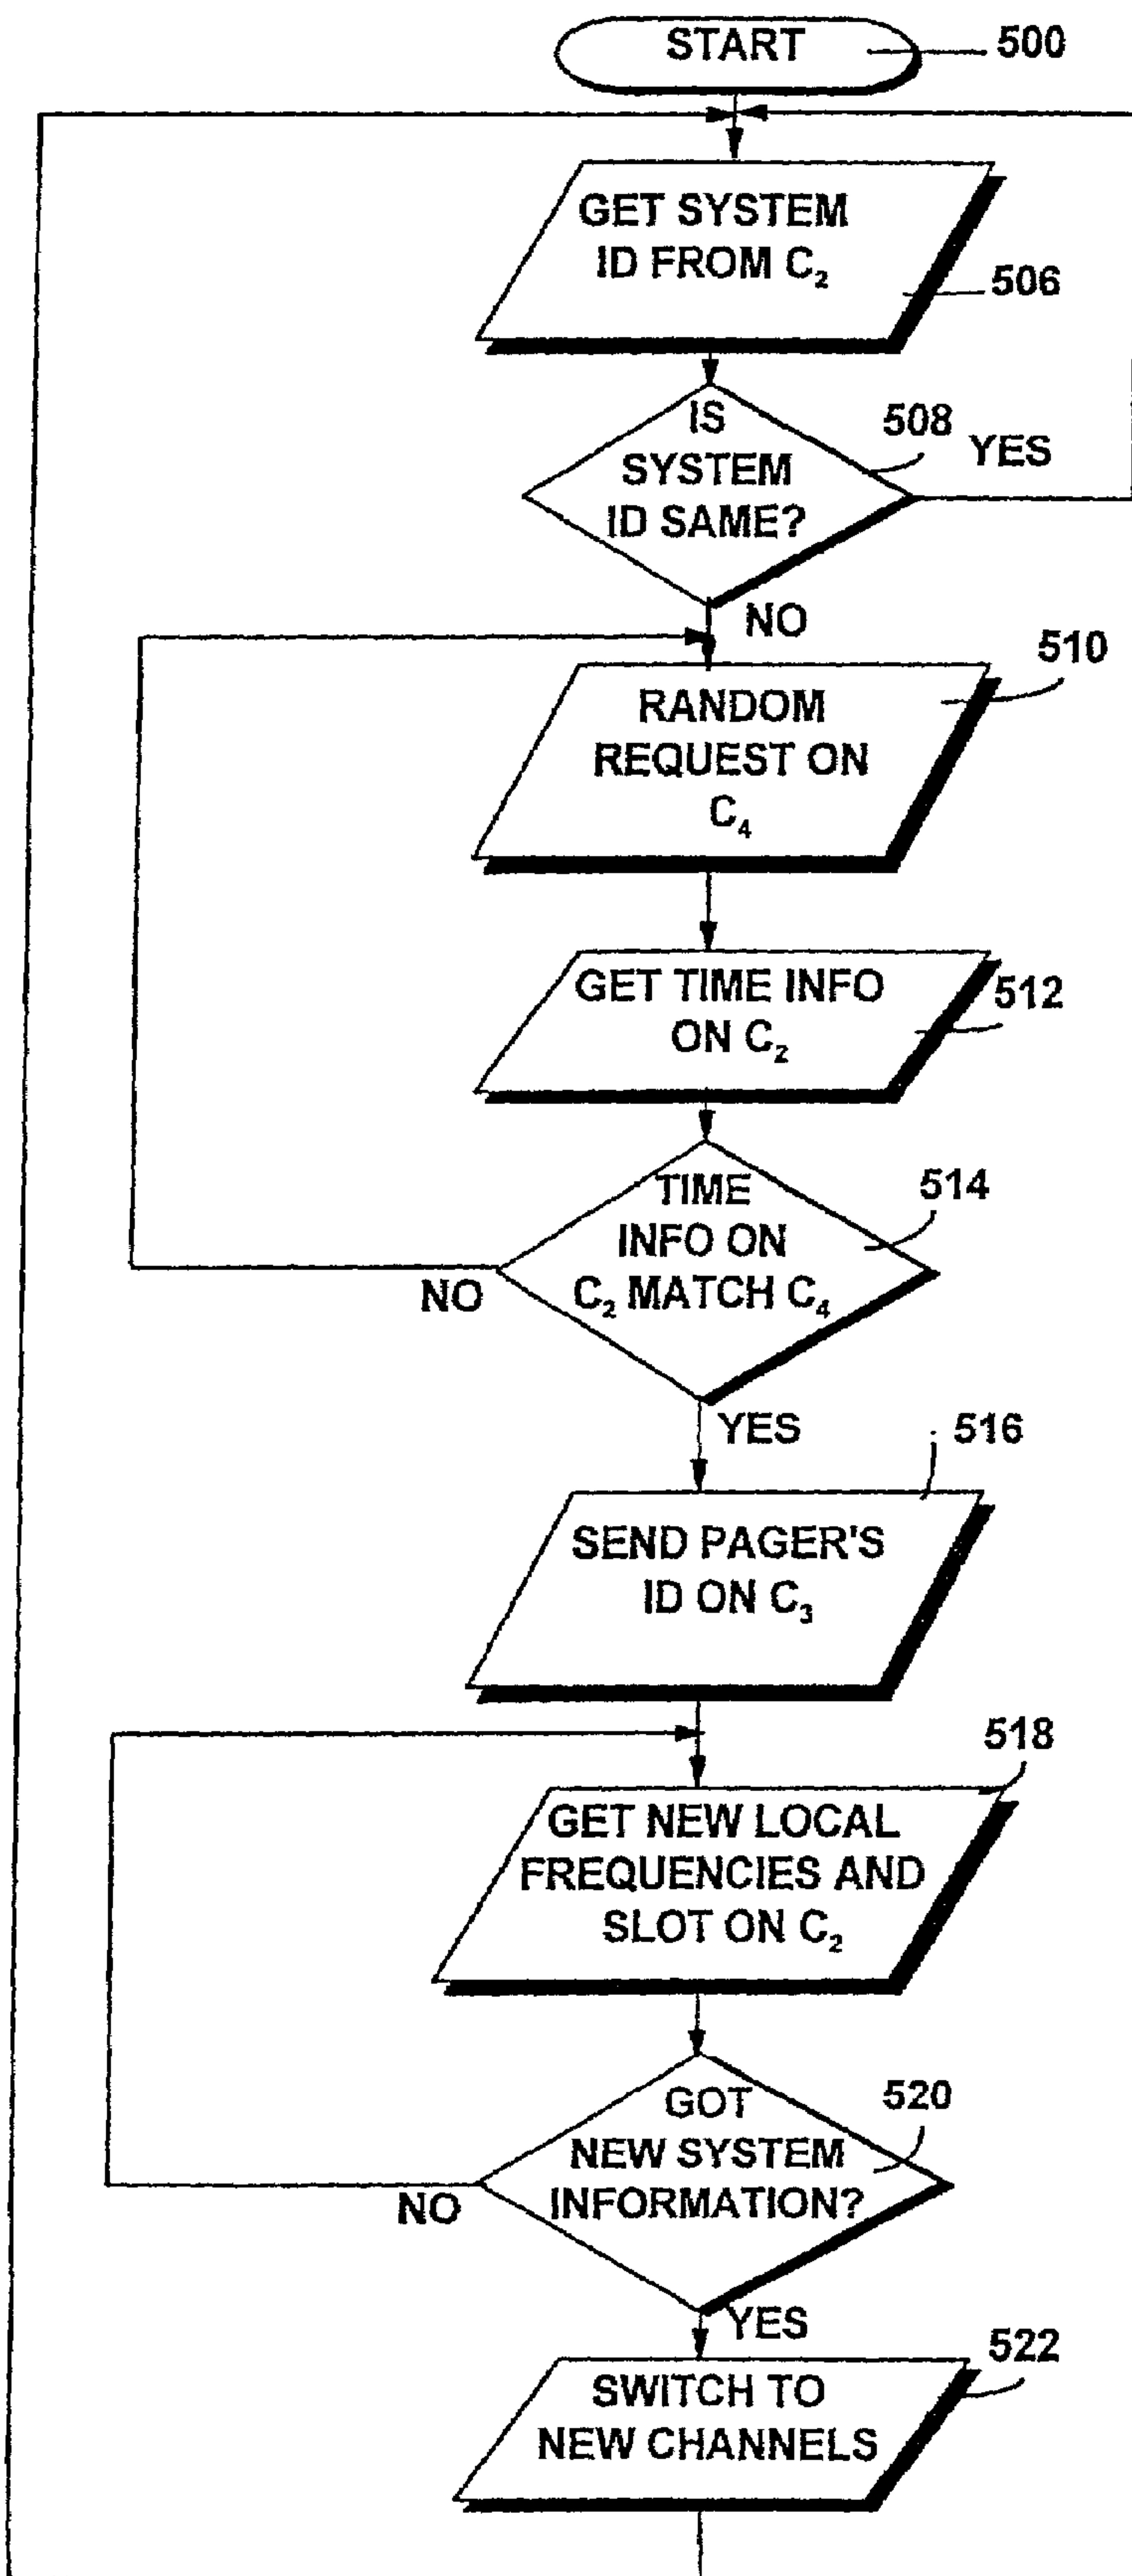 START
500
GET SYSTEM
ID FROM C₂
506
IS
SYSTEM
ID SAME?
508
YES
NO
510
RANDOM
REQUEST ON
C₄
GET TIME INFO
ON C₂
512
TIME
INFO ON
C₂ MATCH C₄
514
NO
YES
516
SEND PAGER'S
ID ON C₃
518
GET NEW LOCAL
FREQUENCIES AND
SLOT ON C₂
GOT
NEW SYSTEM
INFORMATION?
520
NO
YES
522
SWITCH TO
NEW CHANNELS